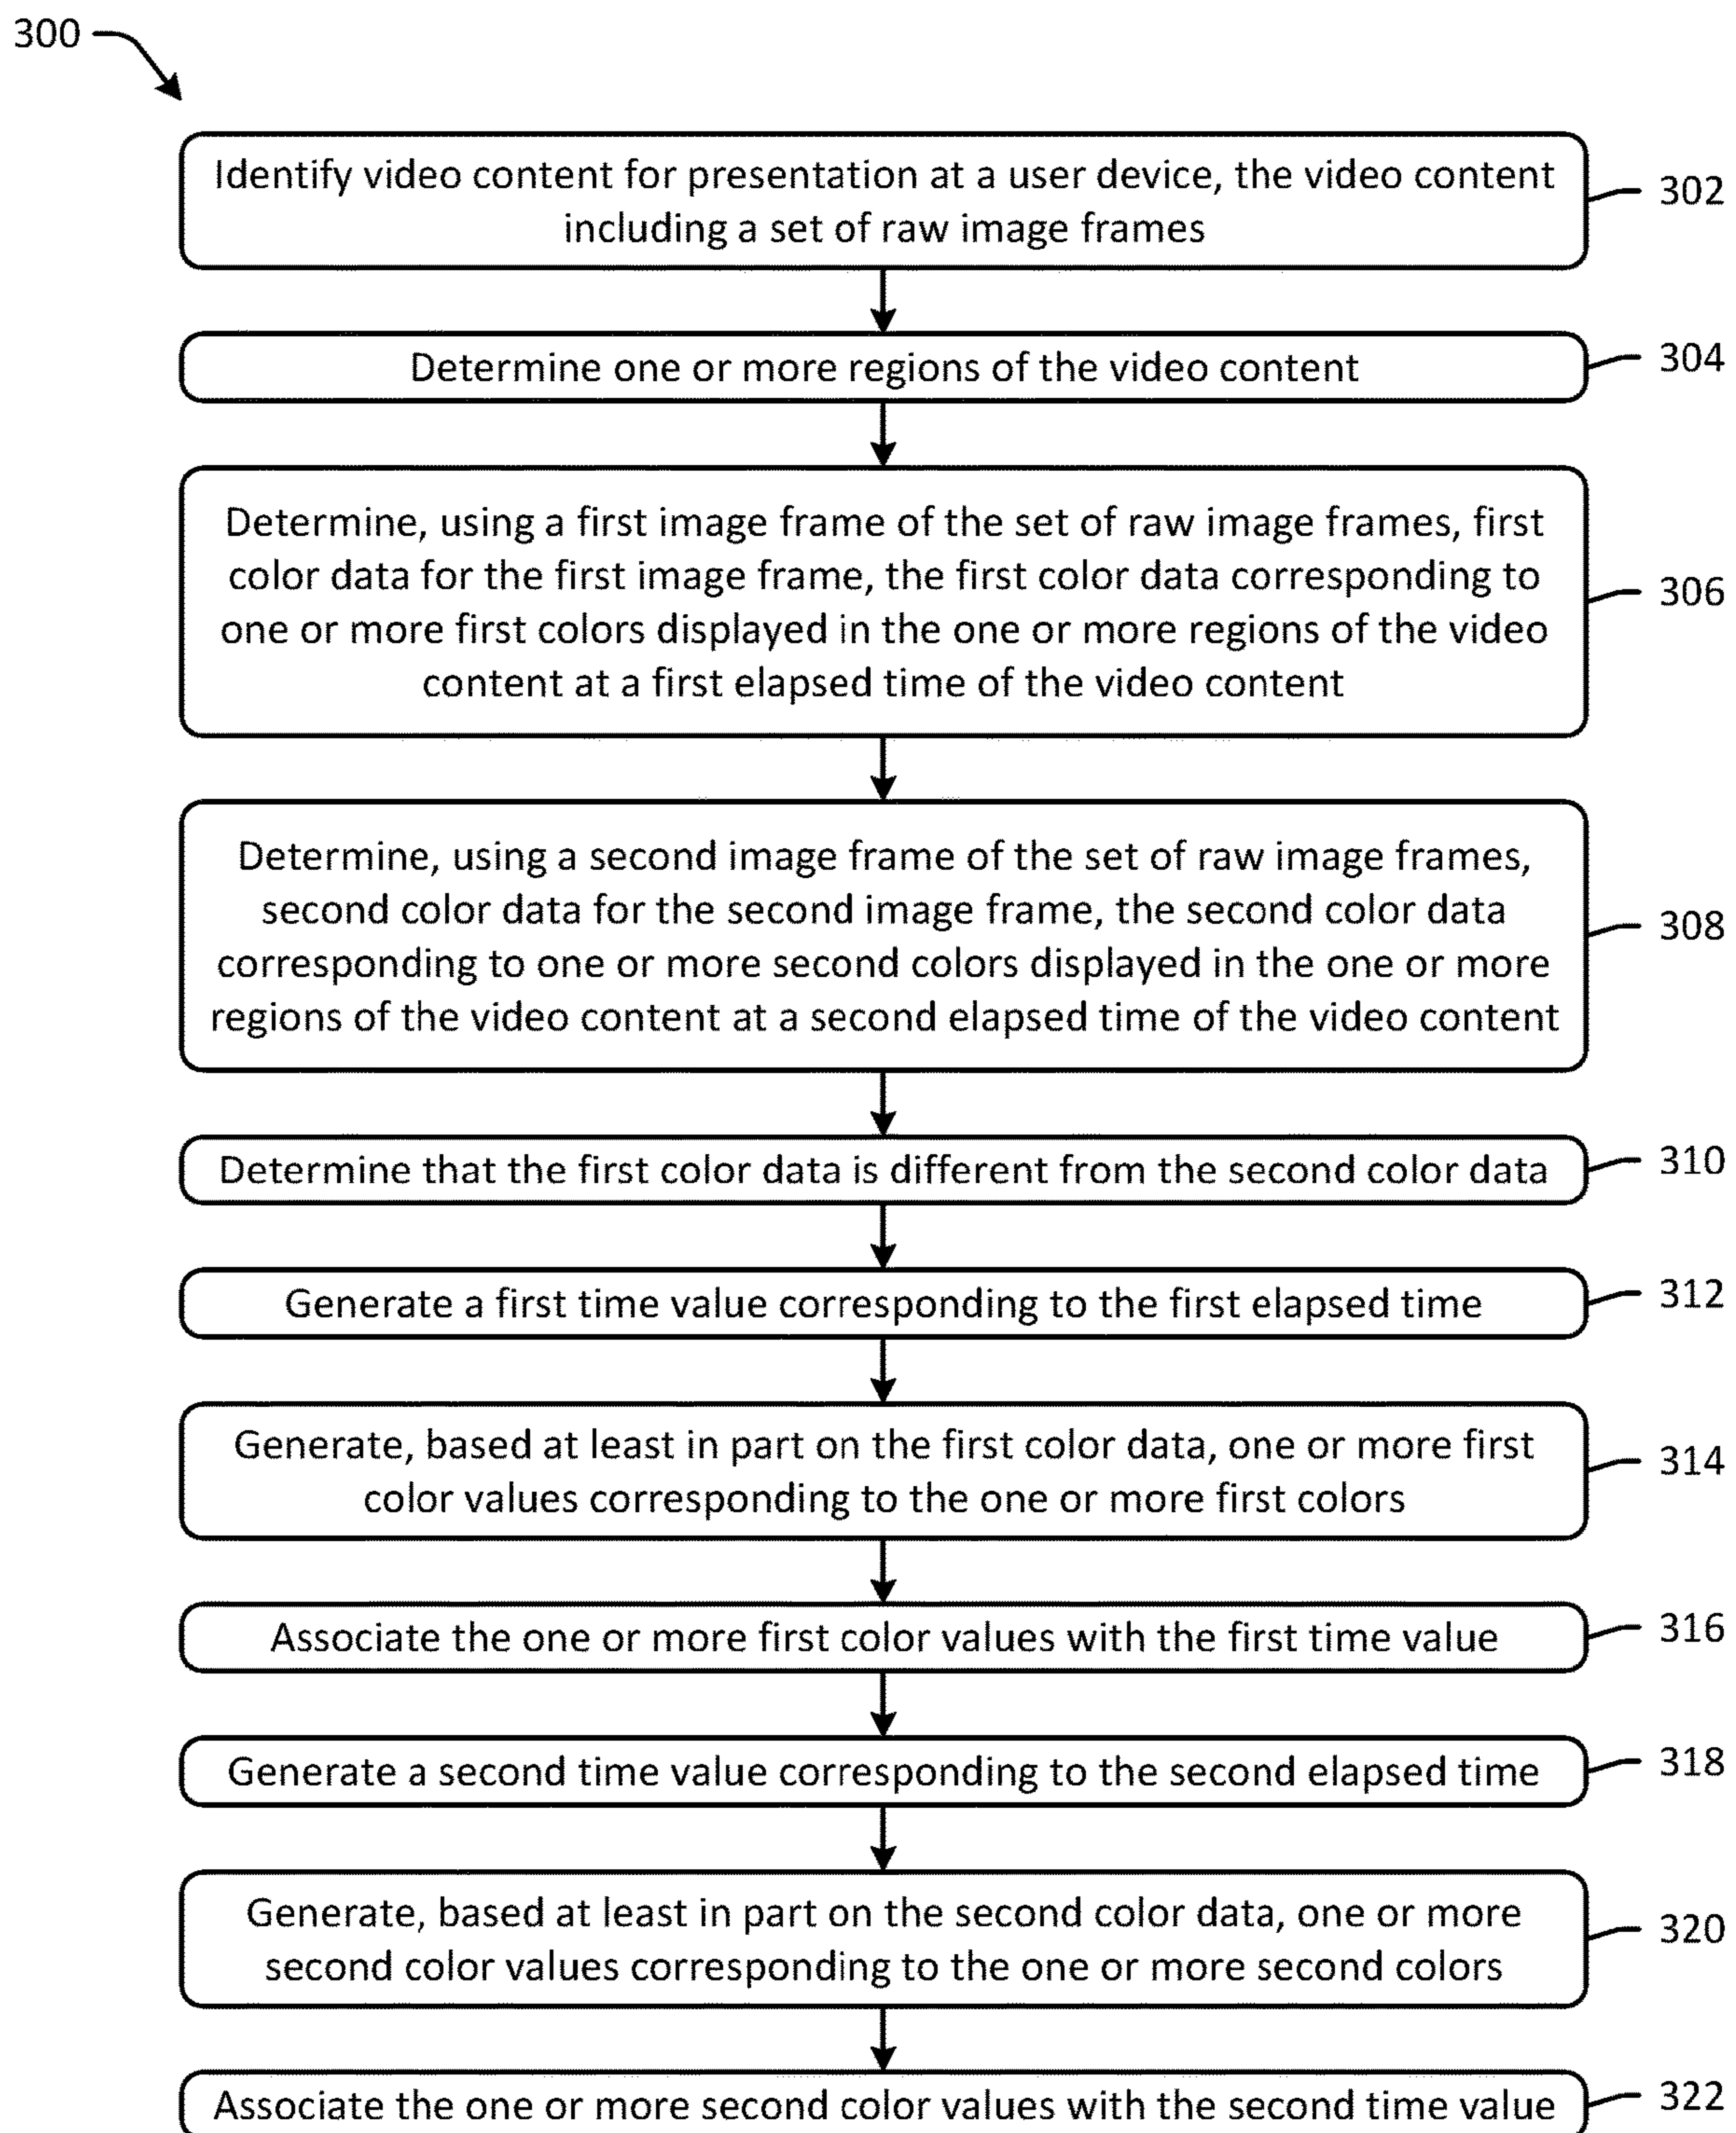 300
Identify video content for presentation at a user device, the video content
including a set of raw image frames
302
Determine one or more regions of the video content
304
Determine, using a first image frame of the set of raw image frames, first
color data for the first image frame, the first color data corresponding to
one or more first colors displayed in the one or more regions of the video
content at a first elapsed time of the video content
306
Determine, using a second image frame of the set of raw image frames,
second color data for the second image frame, the second color data
corresponding to one or more second colors displayed in the one or more
regions of the video content at a second elapsed time of the video content
308
Determine that the first color data is different from the second color data
310
Generate a first time value corresponding to the first elapsed time
312
Generate, based at least in part on the first color data, one or more first
color values corresponding to the one or more first colors
314
Associate the one or more first color values with the first time value
316
Generate a second time value corresponding to the second elapsed time
318
Generate, based at least in part on the second color data, one or more
second color values corresponding to the one or more second colors
320
Associate the one or more second color values with the second time value
322